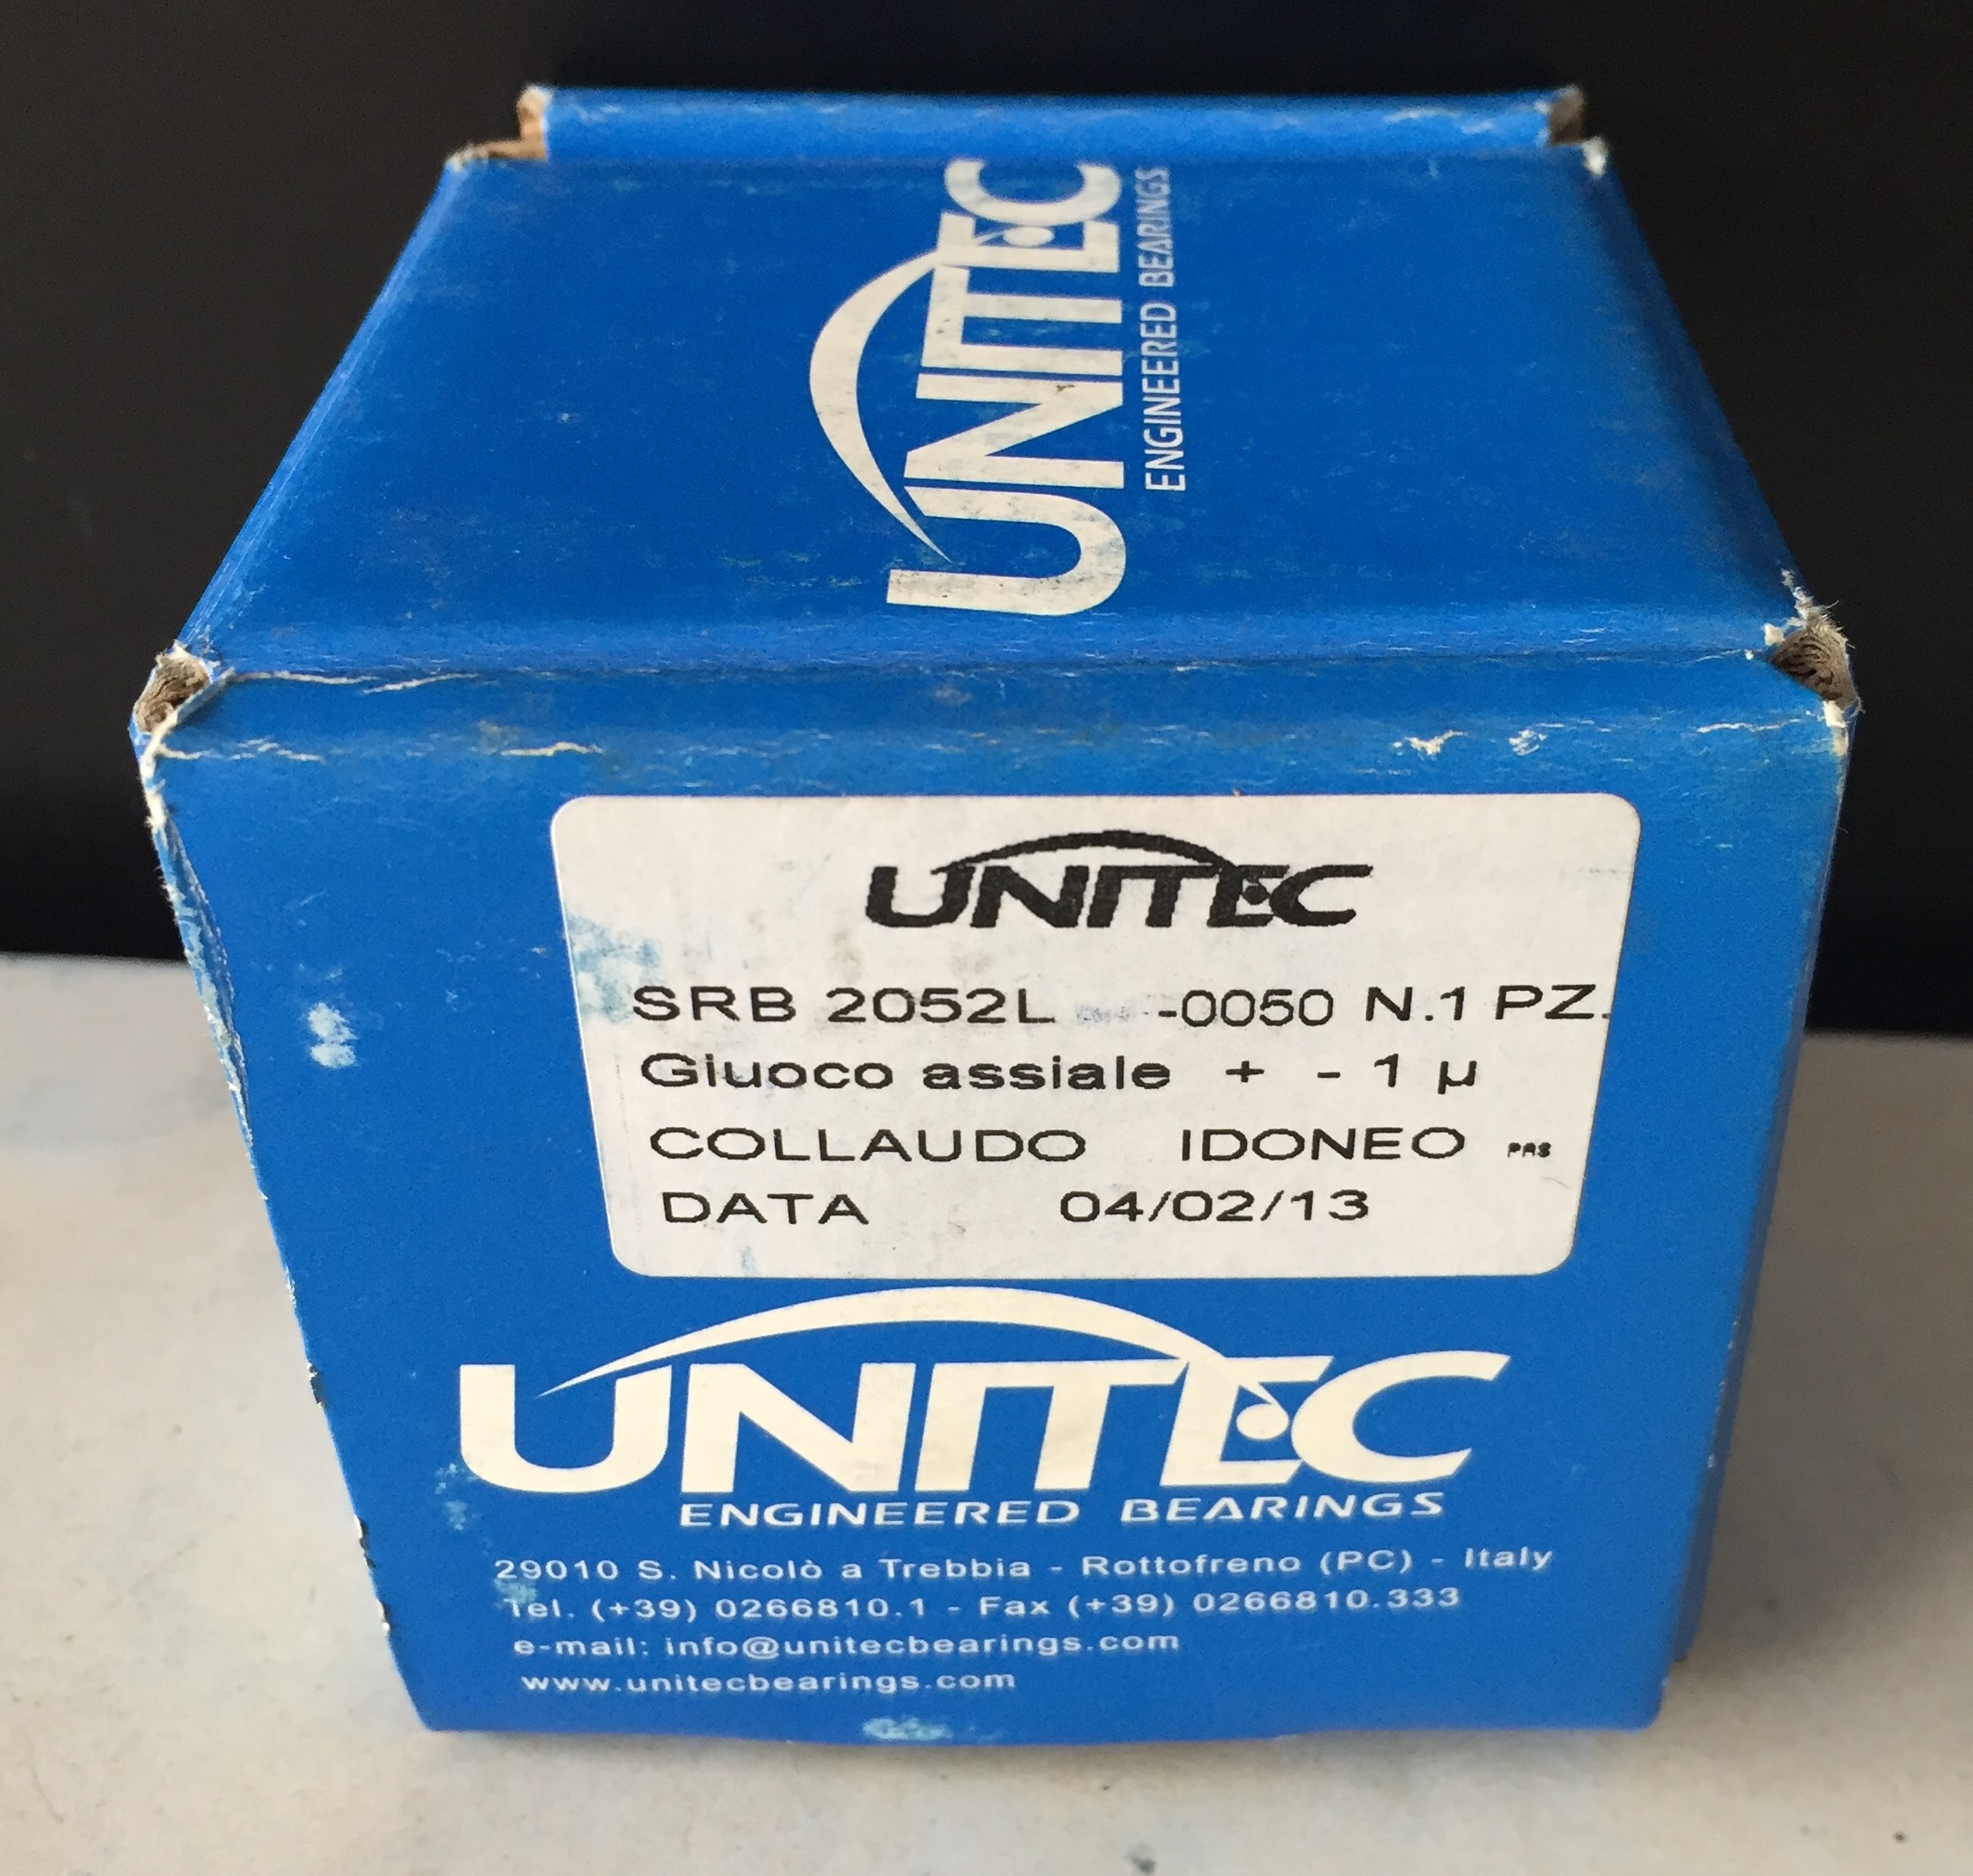 UNITEC
ENGINEERED BEARINGS
UNITEC
SRB 2052L -0050 N.1 PZ.
Giuoco assiale + - 1 µ
COLLAUDO IDONEO PAS
DATA 04/02/13
UNITEC
ENGINEERED BEARINGS
29010 S. Nicolò a Trebbia - Rottofreno (PC) - Italy
Tel. (+39) 0266810.1 - Fax (+39) 0266810.333
e-mail: info@unitecbearings.com
www.unitecbearings.com